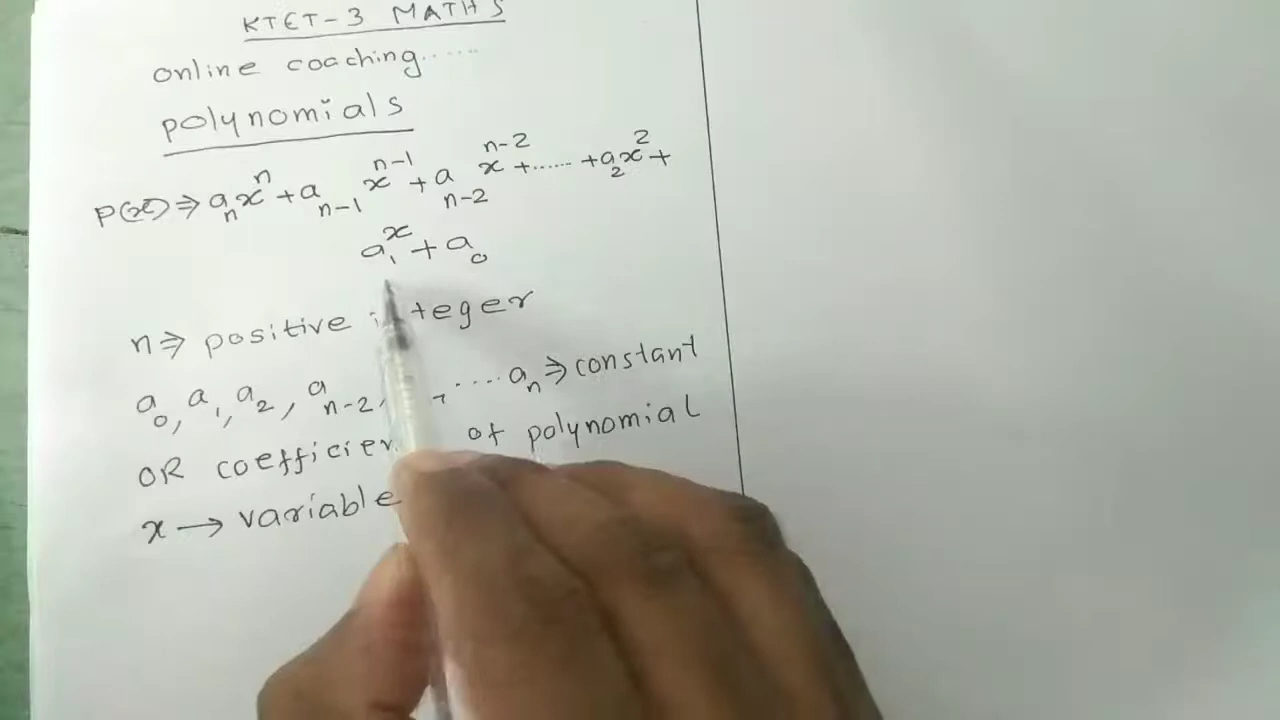 KTET-3 MATHS
online coaching......
polynomials
P(x) ⇒ aₙxⁿ + aₙ₋₁xⁿ⁻¹ + aₙ₋₂xⁿ⁻² + ...... + a₂x² +
a₁x + a₀
n ⇒ positive integer
a₀, a₁, a₂, aₙ₋₂, ..... aₙ ⇒ constant
OR of polynomial
x → variable